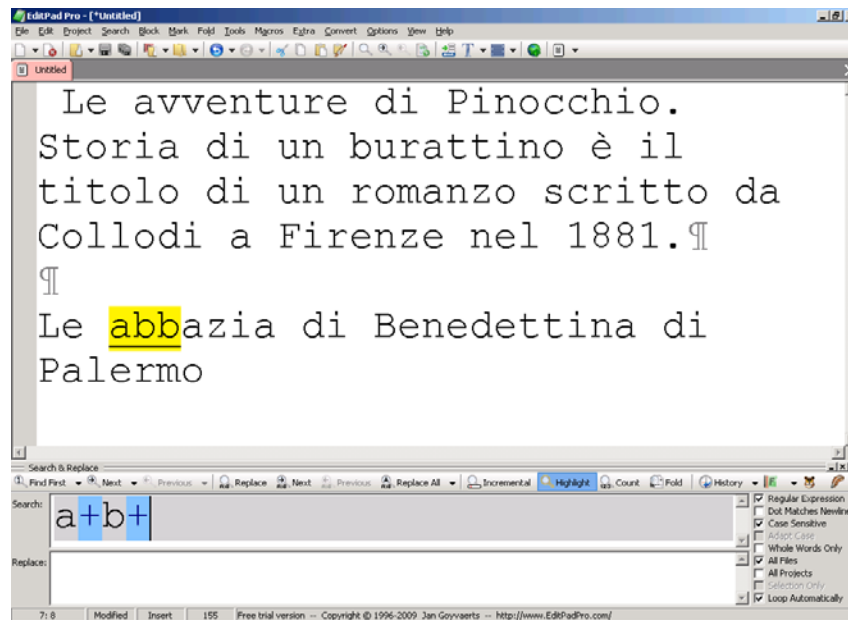 EditPad Pro - [*Untitled]
File Edit Project Search Block Mark Fold Tools Macros Extra Convert Options View Help
Untitled
Le avventure di Pinocchio.
Storia di un burattino è il
titolo di un romanzo scritto da
Collodi a Firenze nel 1881.¶
¶
Le abbazia di Benedettina di
Palermo
Search & Replace
Find First Next Previous Replace Next Previous Replace All Incremental Highlight Count Fold History
Search:
a+b+
Replace:
Regular Expression
Dot Matches Newline
Case Sensitive
Adapt Case
Whole Words Only
All Files
All Projects
Selection Only
Loop Automatically
7: 8 Modified Insert 155 Free trial version -- Copyright © 1996-2009 Jan Goyvaerts -- http://www.EditPadPro.com/